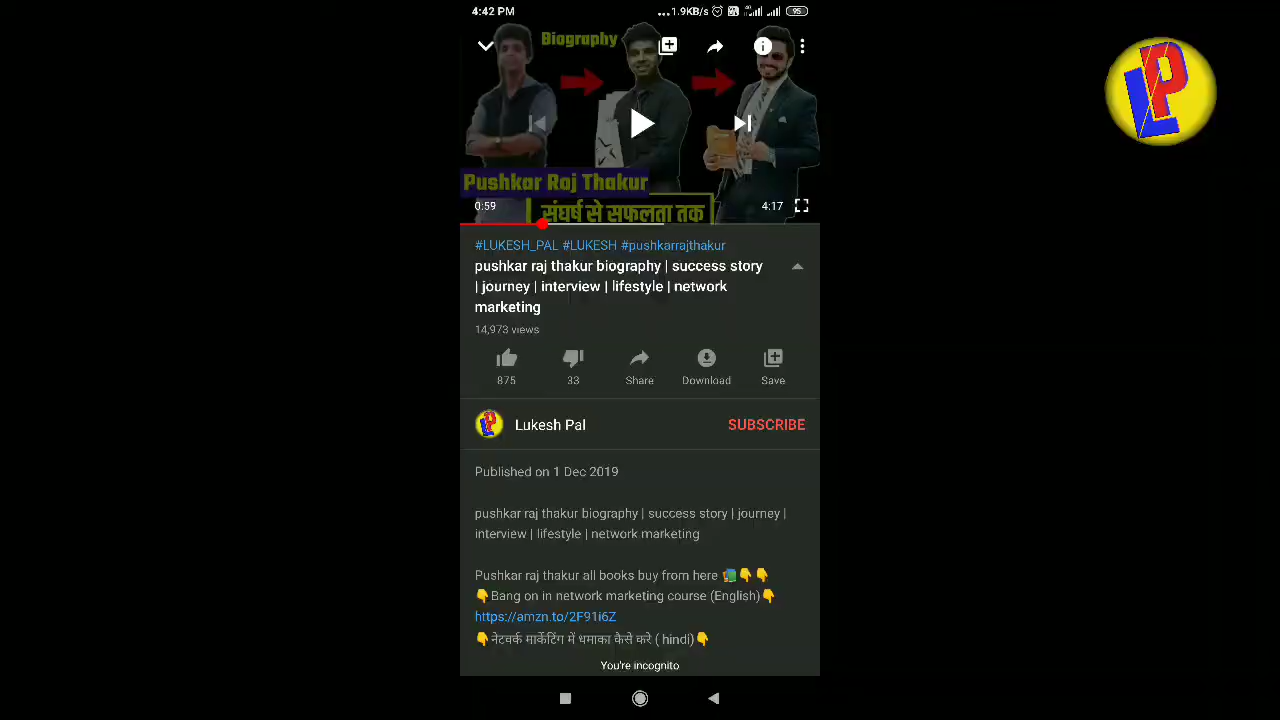 4:42 PM
...1.9KB/s 4G 95
Biography
Pushkar Raj Thakur
संघर्ष से सफलता तक
0:59
4:17
#LUKESH_PAL #LUKESH #pushkarrajthakur
pushkar raj thakur biography | success story
| journey | interview | lifestyle | network
marketing
14,973 views
875
33
Share
Download
Save
Lukesh Pal
SUBSCRIBE
Published on 1 Dec 2019
pushkar raj thakur biography | success story | journey |
interview | lifestyle | network marketing
Pushkar raj thakur all books buy from here 📚👇👇
👇Bang on in network marketing course (English)👇
https://amzn.to/2F91i6Z
👇नेटवर्क मार्केटिंग में धमाका कैसे करे ( hindi)👇
You're incognito
LP